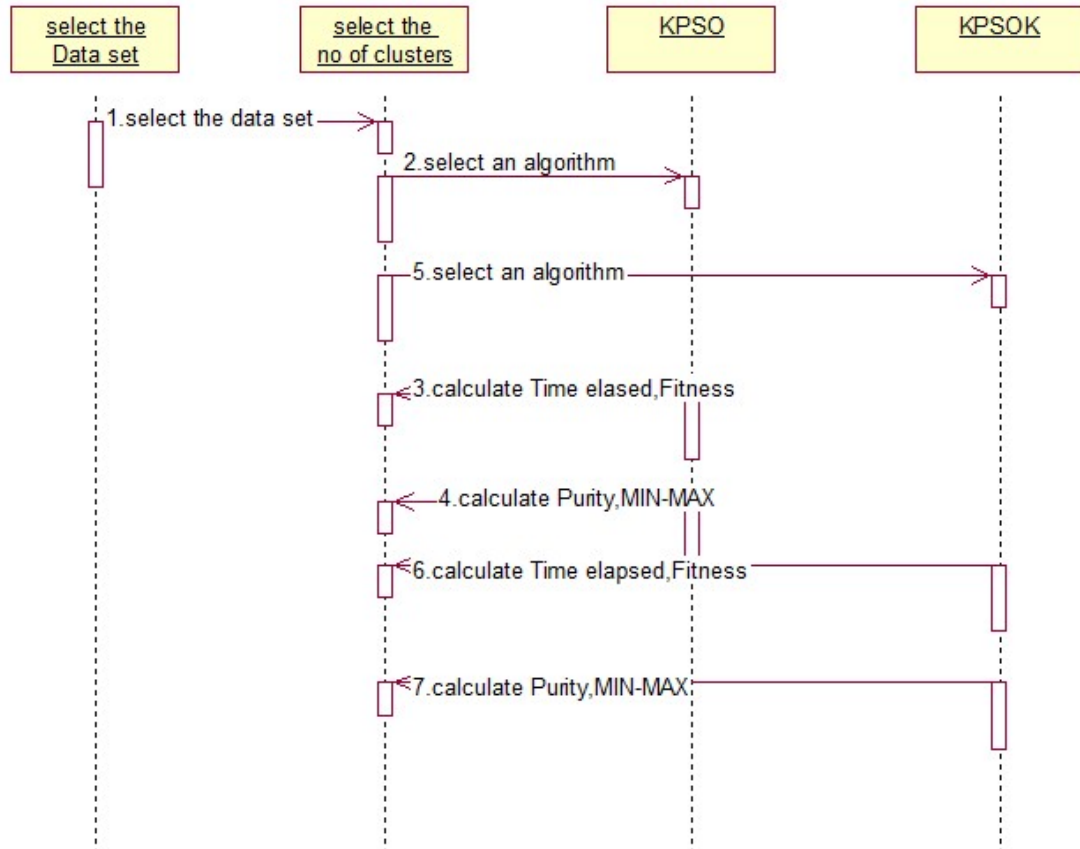 select the
Data set
select the
no of clusters
KPSO
KPSOK
1.select the data set
2.select an algorithm
5.select an algorithm
3.calculate Time elased,Fitness
4.calculate Purity,MIN-MAX
6.calculate Time elapsed,Fitness
7.calculate Purity,MIN-MAX